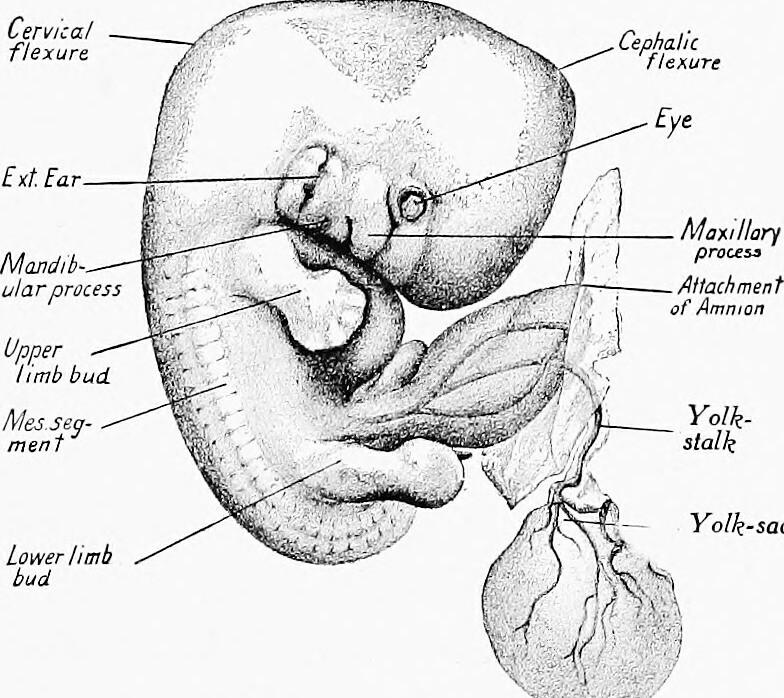 Cervical
flexure
Cephalic
flexure
Eye
Ext. Ear
Maxillary
process
Mandib-
ular process
Attachment
of Amnion
Upper
limb bud
Mes. seg-
ment
Yolk-
stalk
Yolk-sac
Lower limb
bud